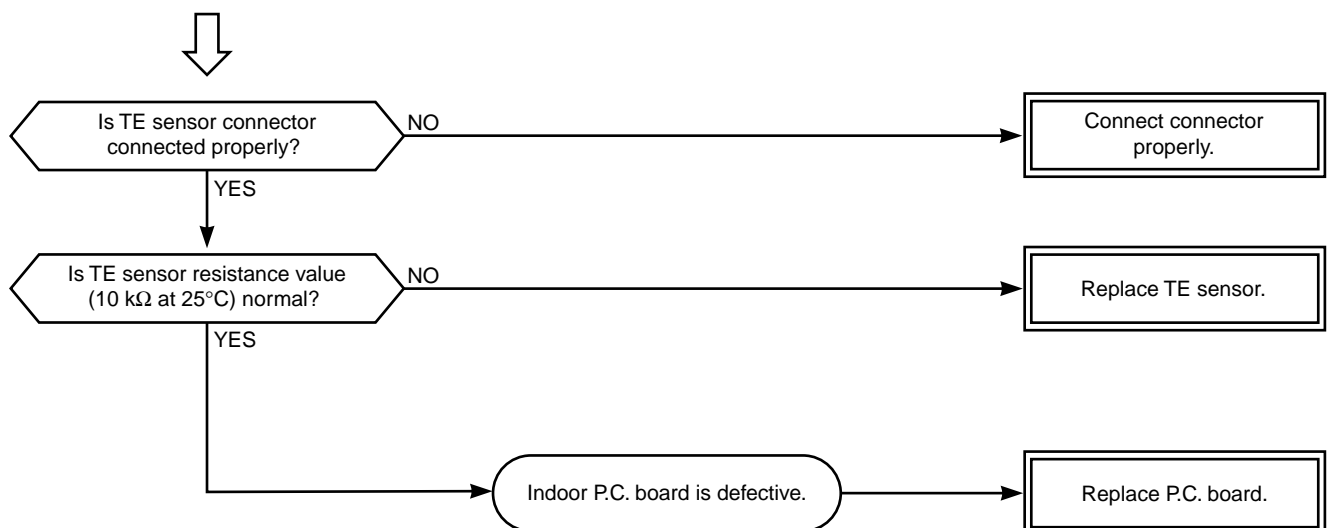 Is TE sensor connector
connected properly?
NO
Connect connector
properly.
YES
Is TE sensor resistance value
(10 kΩ at 25°C) normal?
NO
Replace TE sensor.
YES
Indoor P.C. board is defective.
Replace P.C. board.